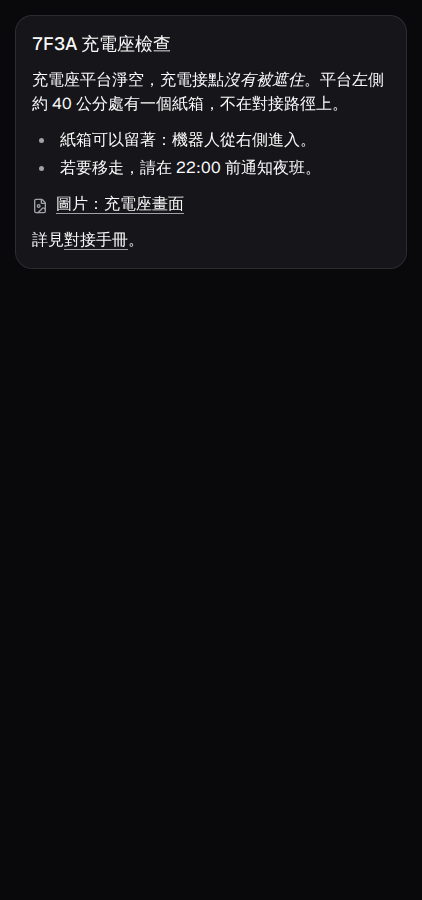 7F3A 充電座檢查
充電座平台淨空，充電接點沒有被遮住。平台左側
約 40 公分處有一個紙箱，不在對接路徑上。
紙箱可以留著：機器人從右側進入。
若要移走，請在 22:00 前通知夜班。
圖片：充電座畫面
詳見對接手冊。